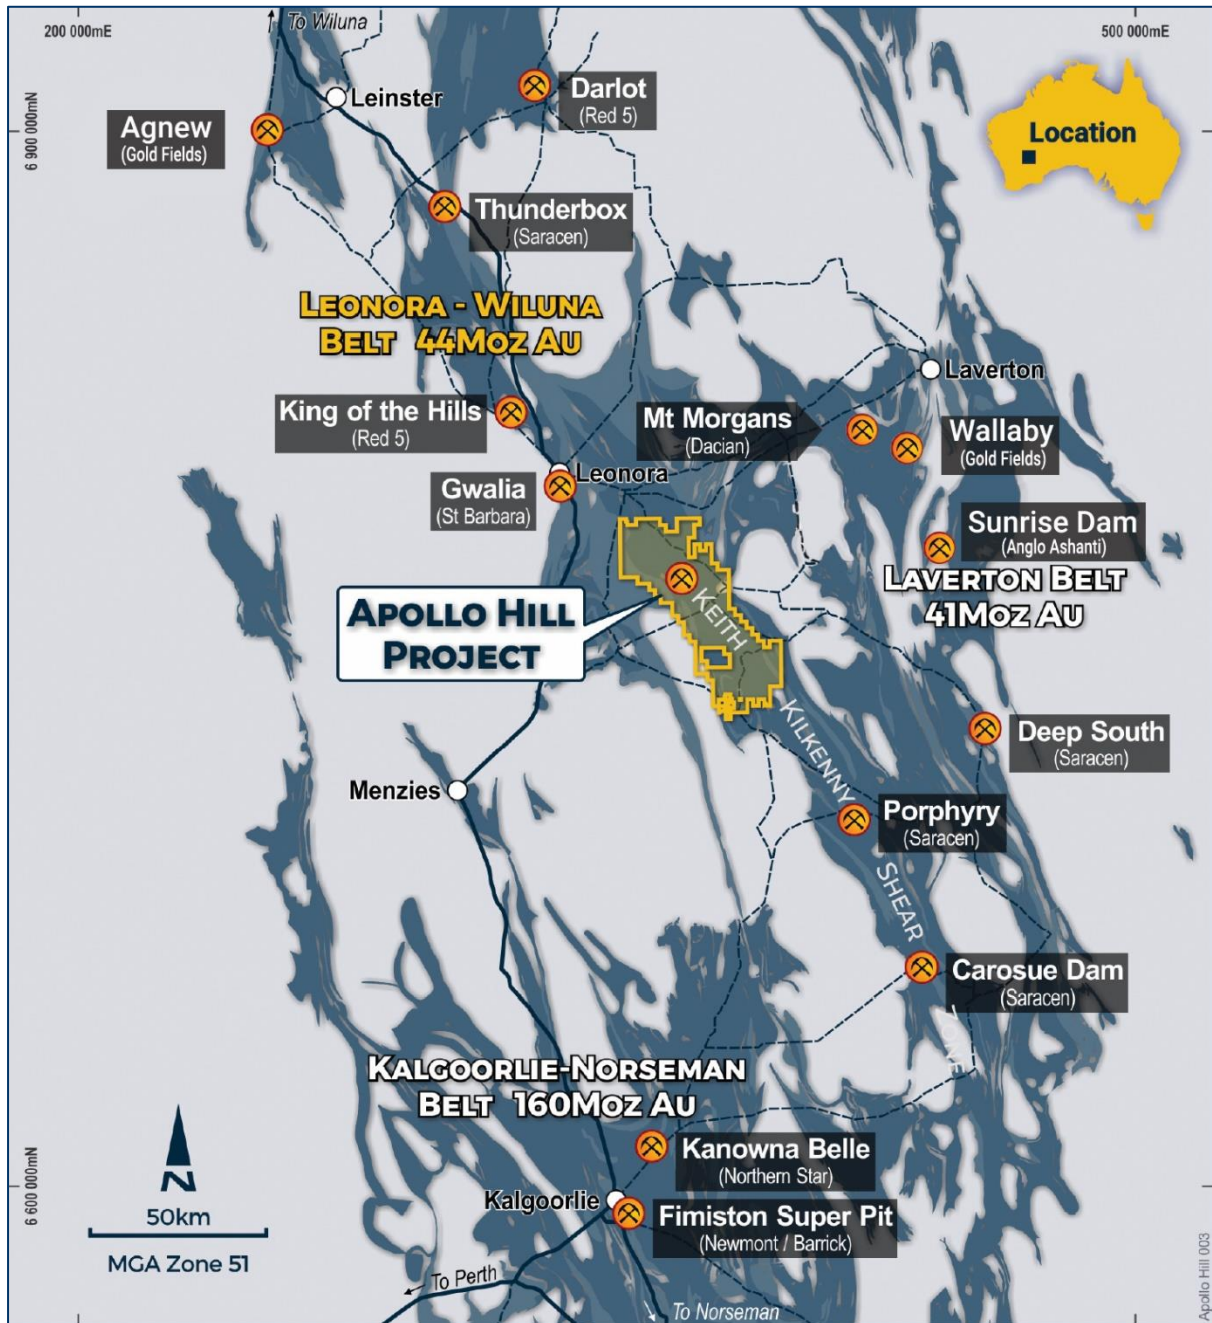 200 000mE
500 000mE
To Wiluna
Leinster
Darlot
(Red 5)
Agnew
(Gold Fields)
6 900 000mN
Location
Thunderbox
(Saracen)
LEONORA - WILUNA
BELT 44MOZ AU
Laverton
King of the Hills
(Red 5)
Mt Morgans
(Dacian)
Wallaby
(Gold Fields)
Leonora
Gwalia
(St Barbara)
Sunrise Dam
(Anglo Ashanti)
LAVERTON BELT
41MOZ AU
APOLLO HILL
PROJECT
KEITH
KILKENNY
SHEAR
ZONE
Deep South
(Saracen)
Menzies
Porphyry
(Saracen)
Carosue Dam
(Saracen)
KALGOORLIE-NORSEMAN
BELT 160MOZ AU
Kanowna Belle
(Northern Star)
Kalgoorlie
Fimiston Super Pit
(Newmont / Barrick)
6 600 000mN
N
50km
MGA Zone 51
To Perth
To Norseman
Apollo Hill 003